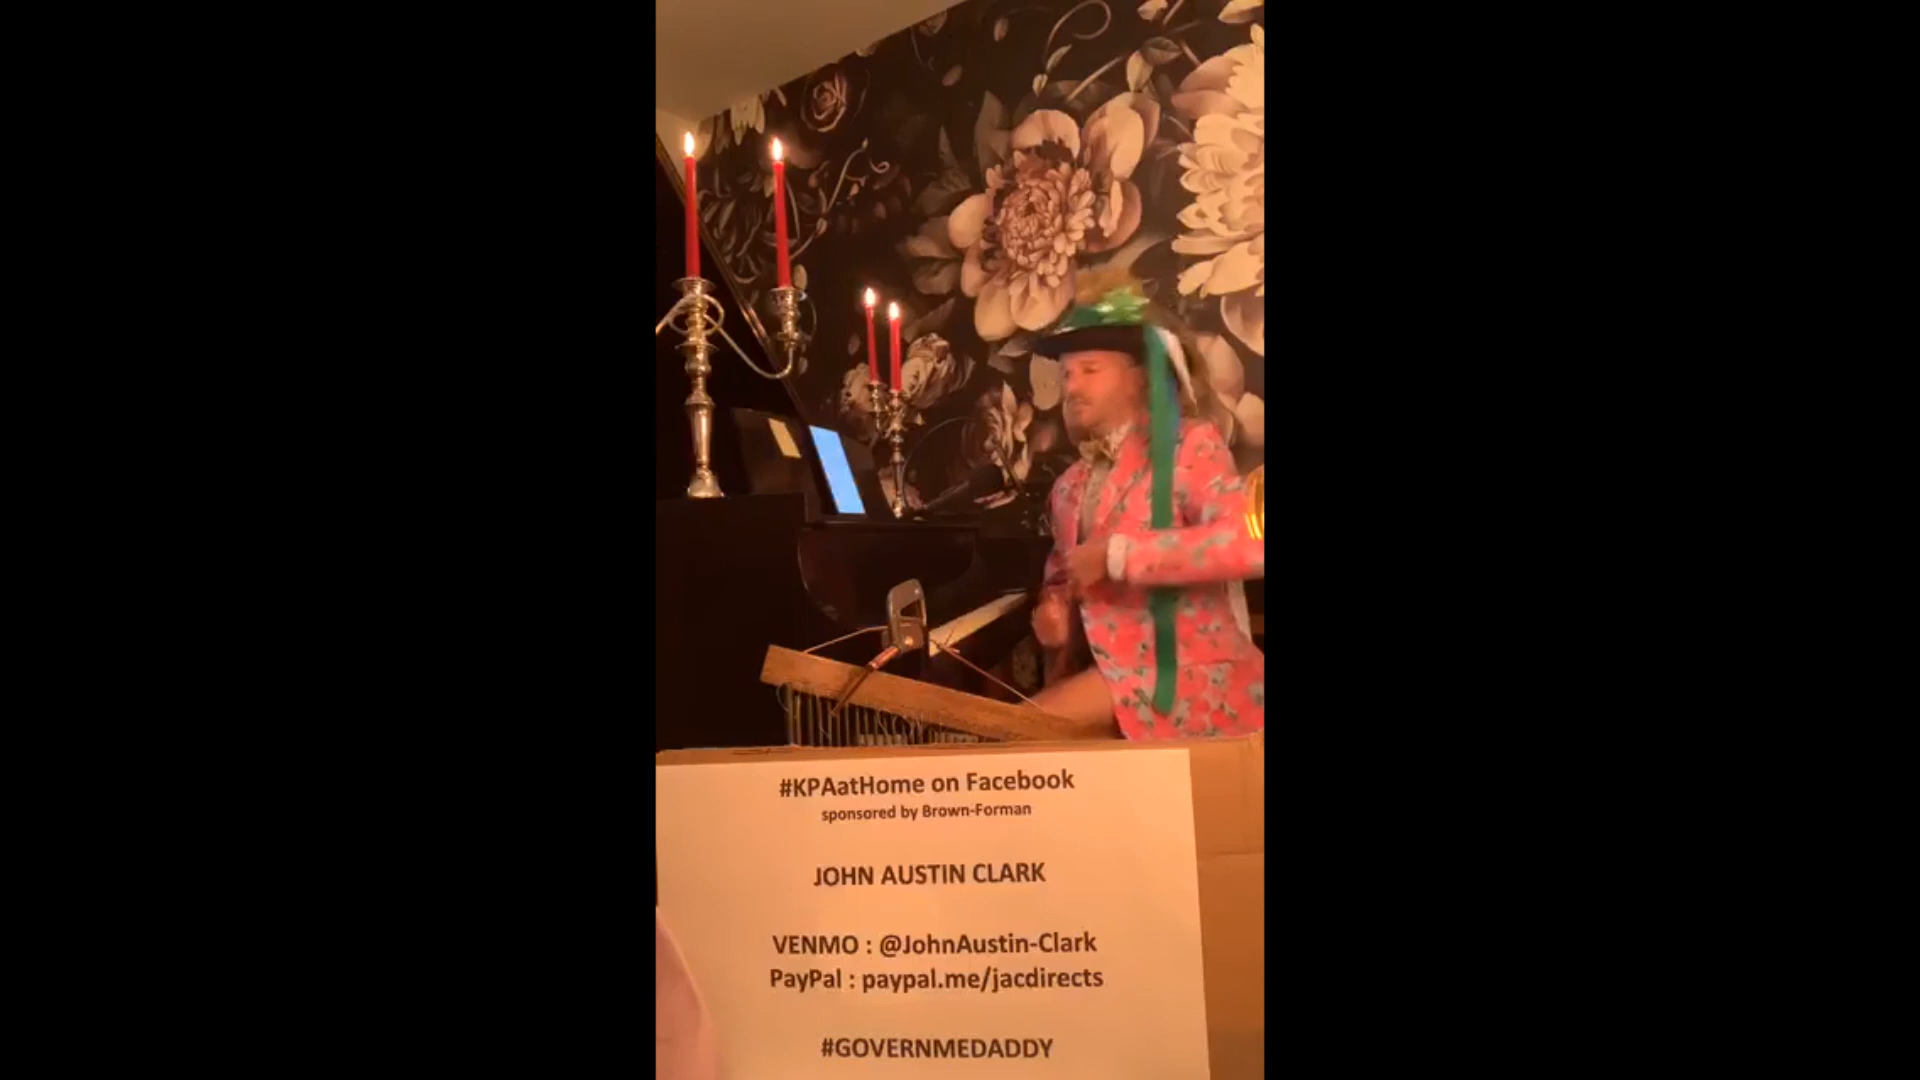 #KPAatHome on Facebook
sponsored by Brown-Forman
JOHN AUSTIN CLARK
VENMO : @JohnAustin-Clark
PayPal : paypal.me/jacdirects
#GOVERNMEDADDY